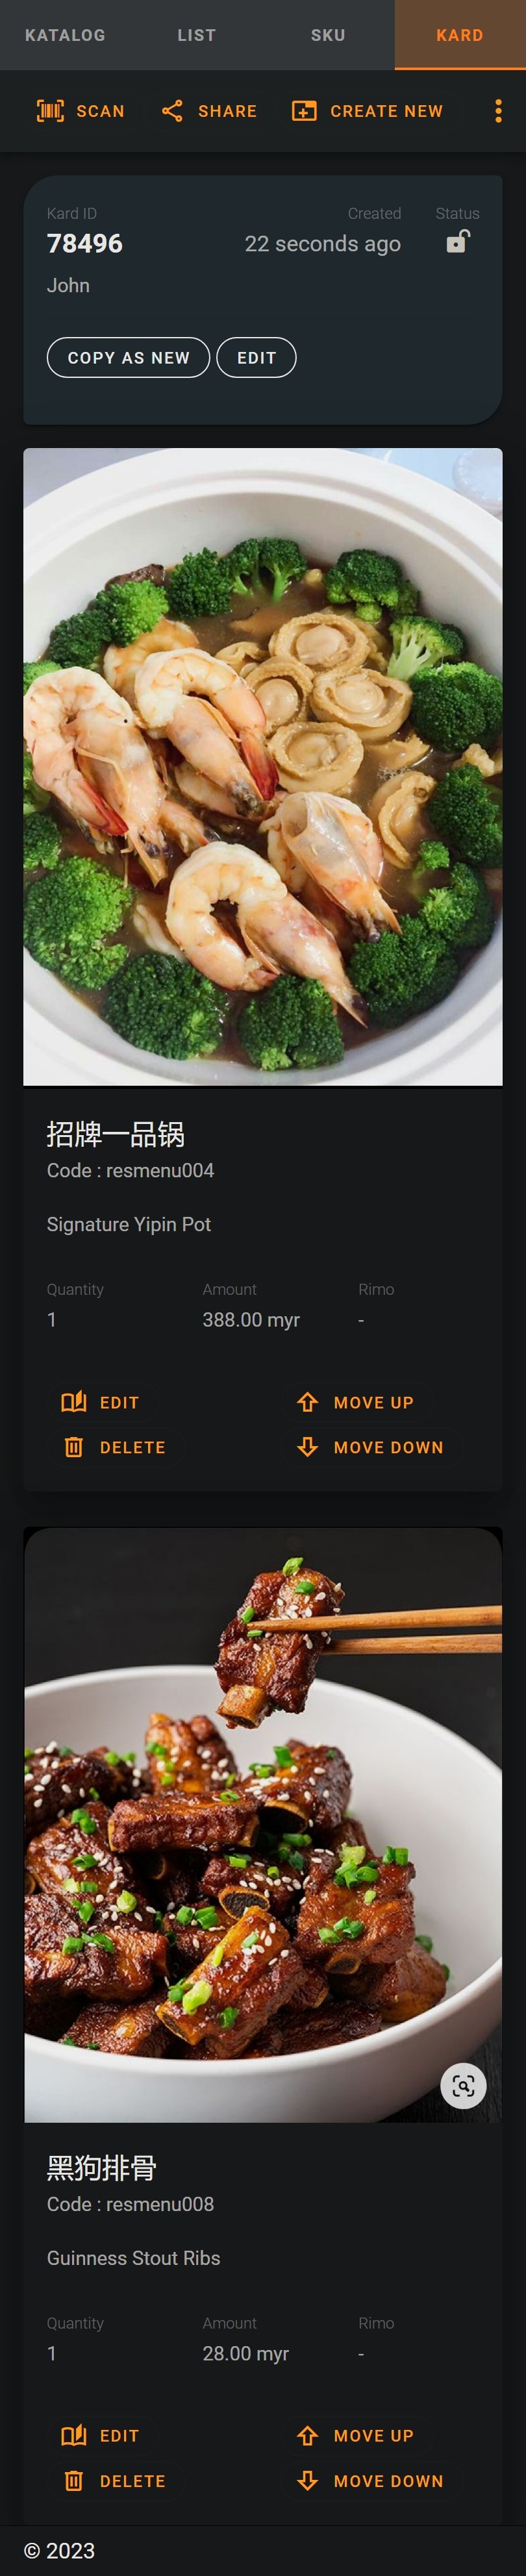 KATALOG LIST SKU KARD
SCAN SHARE CREATE NEW
Kard ID Created Status
78496 22 seconds ago
John
COPY AS NEW EDIT
招牌一品锅
Code : resmenu004
Signature Yipin Pot
Quantity Amount Rimo
1 388.00 myr -
EDIT MOVE UP
DELETE MOVE DOWN
黑狗排骨
Code : resmenu008
Guinness Stout Ribs
Quantity Amount Rimo
1 28.00 myr -
EDIT MOVE UP
DELETE MOVE DOWN
© 2023